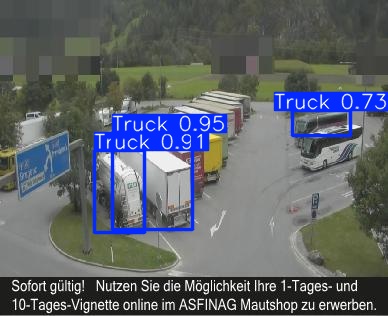 Truck 0.73
Truck 0.95
Truck 0.91
Sofort gültig! Nutzen Sie die Möglichkeit Ihre 1-Tages- und
10-Tages-Vignette online im ASFINAG Mautshop zu erwerben.